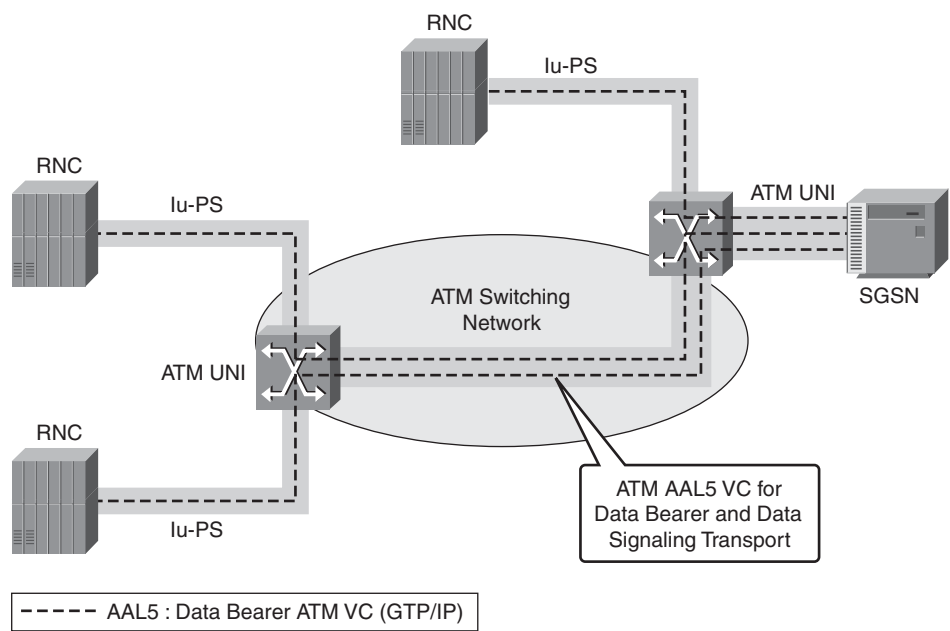 RNC
Iu-PS
RNC
Iu-PS
ATM UNI
SGSN
ATM Switching
Network
ATM UNI
RNC
Iu-PS
ATM AAL5 VC for
Data Bearer and Data
Signaling Transport
----- AAL5 : Data Bearer ATM VC (GTP/IP)